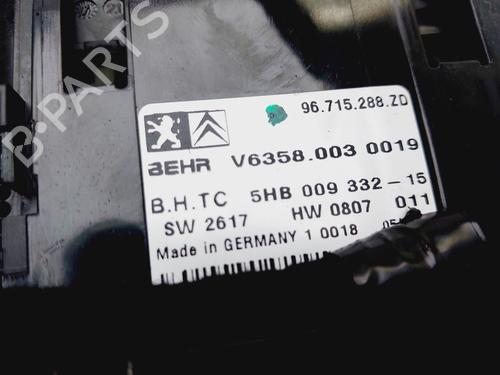 96.715.288.ZD
BEHR V6358.003 0019
B.H.TC 5HB 009 332-15
SW 2617 HW 0807 011
Made in GERMANY 1 0018
B-PARTS